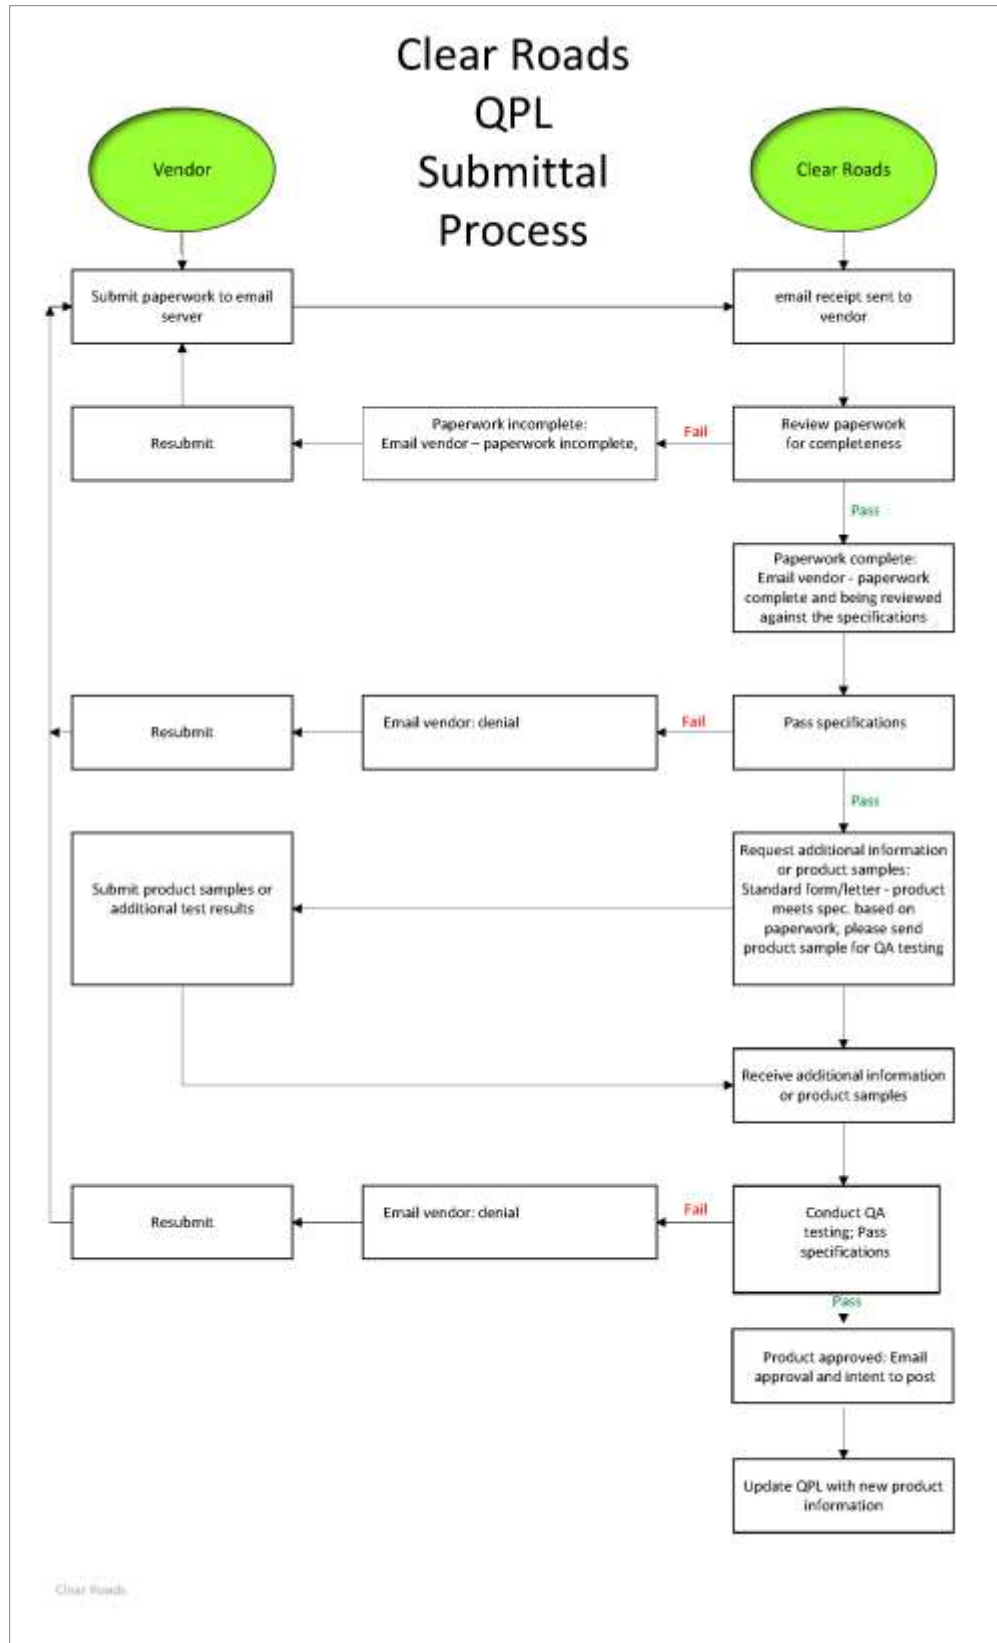 Clear Roads
QPL
Submittal
Process
Vendor
Clear Roads
Submit paperwork to email
server
email receipt sent to
vendor
Resubmit
Paperwork incomplete:
Email vendor – paperwork incomplete,
Fail
Review paperwork
for completeness
Pass
Paperwork complete:
Email vendor - paperwork
complete and being reviewed
against the specifications
Resubmit
Email vendor: denial
Fail
Pass specifications
Pass
Submit product samples or
additional test results
Request additional information
or product samples:
Standard form/letter - product
meets spec. based on
paperwork, please send
product sample for QA testing
Receive additional information
or product samples
Resubmit
Email vendor: denial
Fail
Conduct QA
testing; Pass
specifications
Pass
Product approved: Email
approval and intent to post
Update QPL with new product
information
Clear Roads